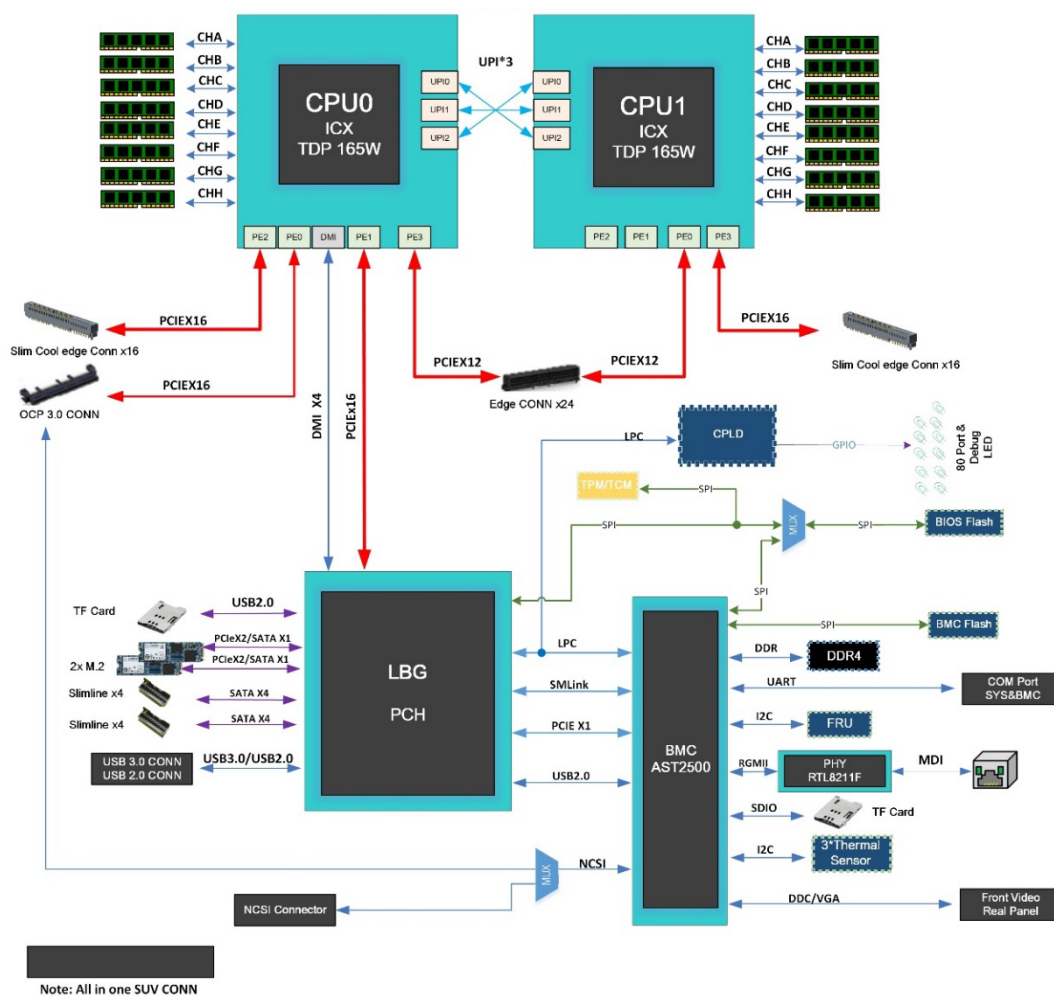 CHA
CHB
CHC
CHD
CHE
CHF
CHG
CHH
CPU0
ICX
TDP 165W
UPI0
UPI1
UPI2
UPI*3
UPI0
UPI1
UPI2
CPU1
ICX
TDP 165W
CHA
CHB
CHC
CHD
CHE
CHF
CHG
CHH
PE2
PE0
DMI
PE1
PE3
PE2
PE1
PE0
PE3
PCIEX16
Slim Cool edge Conn x16
PCIEX16
OCP 3.0 CONN
DMI X4
PCIEx16
PCIEX12
PCIEX12
Edge CONN x24
PCIEX16
Slim Cool edge Conn x16
LPC
CPLD
GPIO
80 Port &
Debug
LED
TPM/TCM
SPI
SPI
MUX
SPI
BIOS Flash
SPI
SPI
BMC Flash
TF Card
USB2.0
2x M.2
PCIeX2/SATA X1
PCIeX2/SATA X1
Slimline x4
SATA X4
Slimline x4
SATA X4
USB 3.0 CONN
USB 2.0 CONN
USB3.0/USB2.0
LBG
PCH
LPC
SMLink
PCIE X1
USB2.0
BMC
AST2500
DDR
DDR4
UART
COM Port
SYS&BMC
I2C
FRU
RGMII
PHY
RTL8211F
MDI
SDIO
TF Card
I2C
3*Thermal
Sensor
DDC/VGA
Front Video
Real Panel
MUX
NCSI
NCSI Connector
Note: All in one SUV CONN